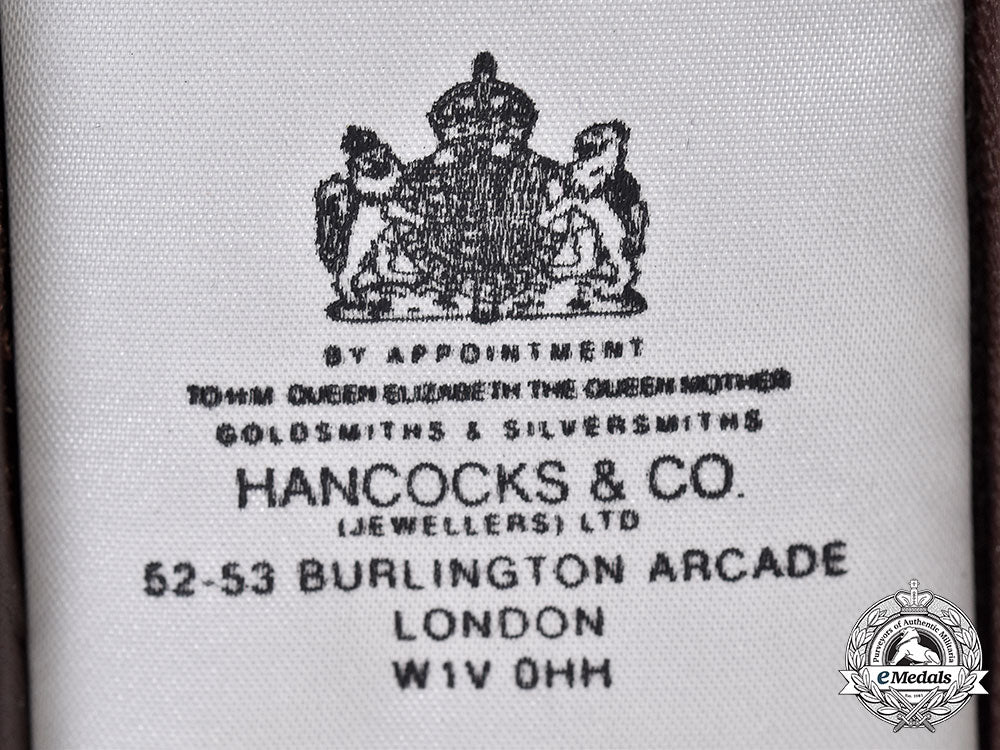 BY APPOINTMENT
TO H M QUEEN ELIZABETH THE QUEEN MOTHER
GOLDSMITHS & SILVERSMITHS
HANCOCKS & CO.
(JEWELLERS) LTD
52-53 BURLINGTON ARCADE
LONDON
W1V 0HH
Purveyors of Authentic Militaria
eMedals